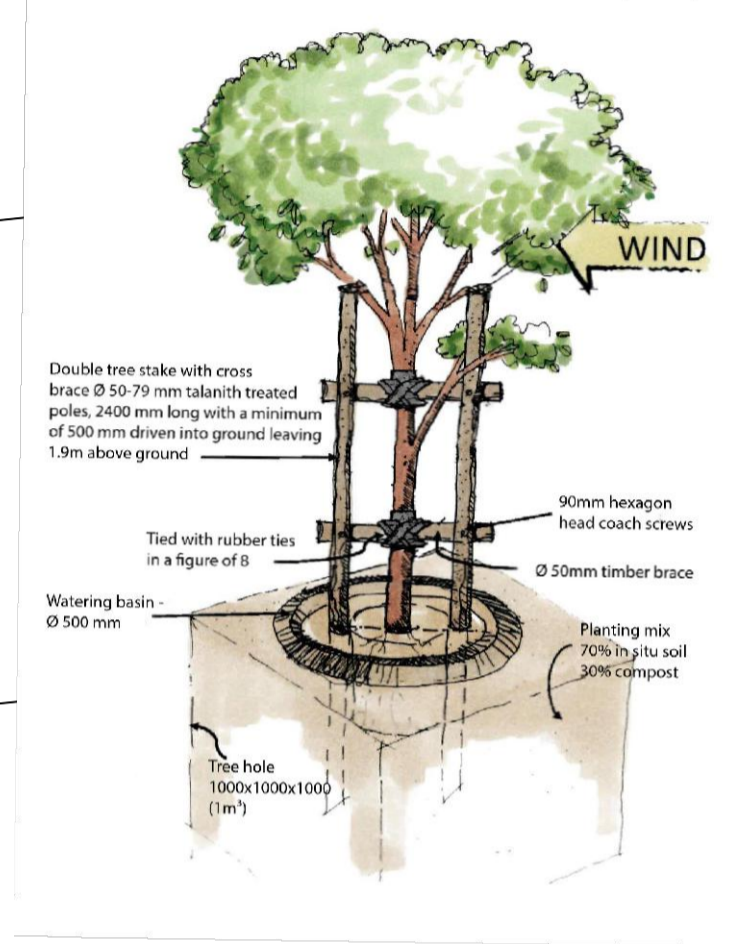 WIND
Double tree stake with cross
brace Ø 50-79 mm talanith treated
poles, 2400 mm long with a minimum
of 500 mm driven into ground leaving
1.9m above ground
90mm hexagon
head coach screws
Tied with rubber ties
in a figure of 8
Ø 50mm timber brace
Watering basin -
Ø 500 mm
Planting mix
70% in situ soil
30% compost
Tree hole
1000x1000x1000
(1m³)